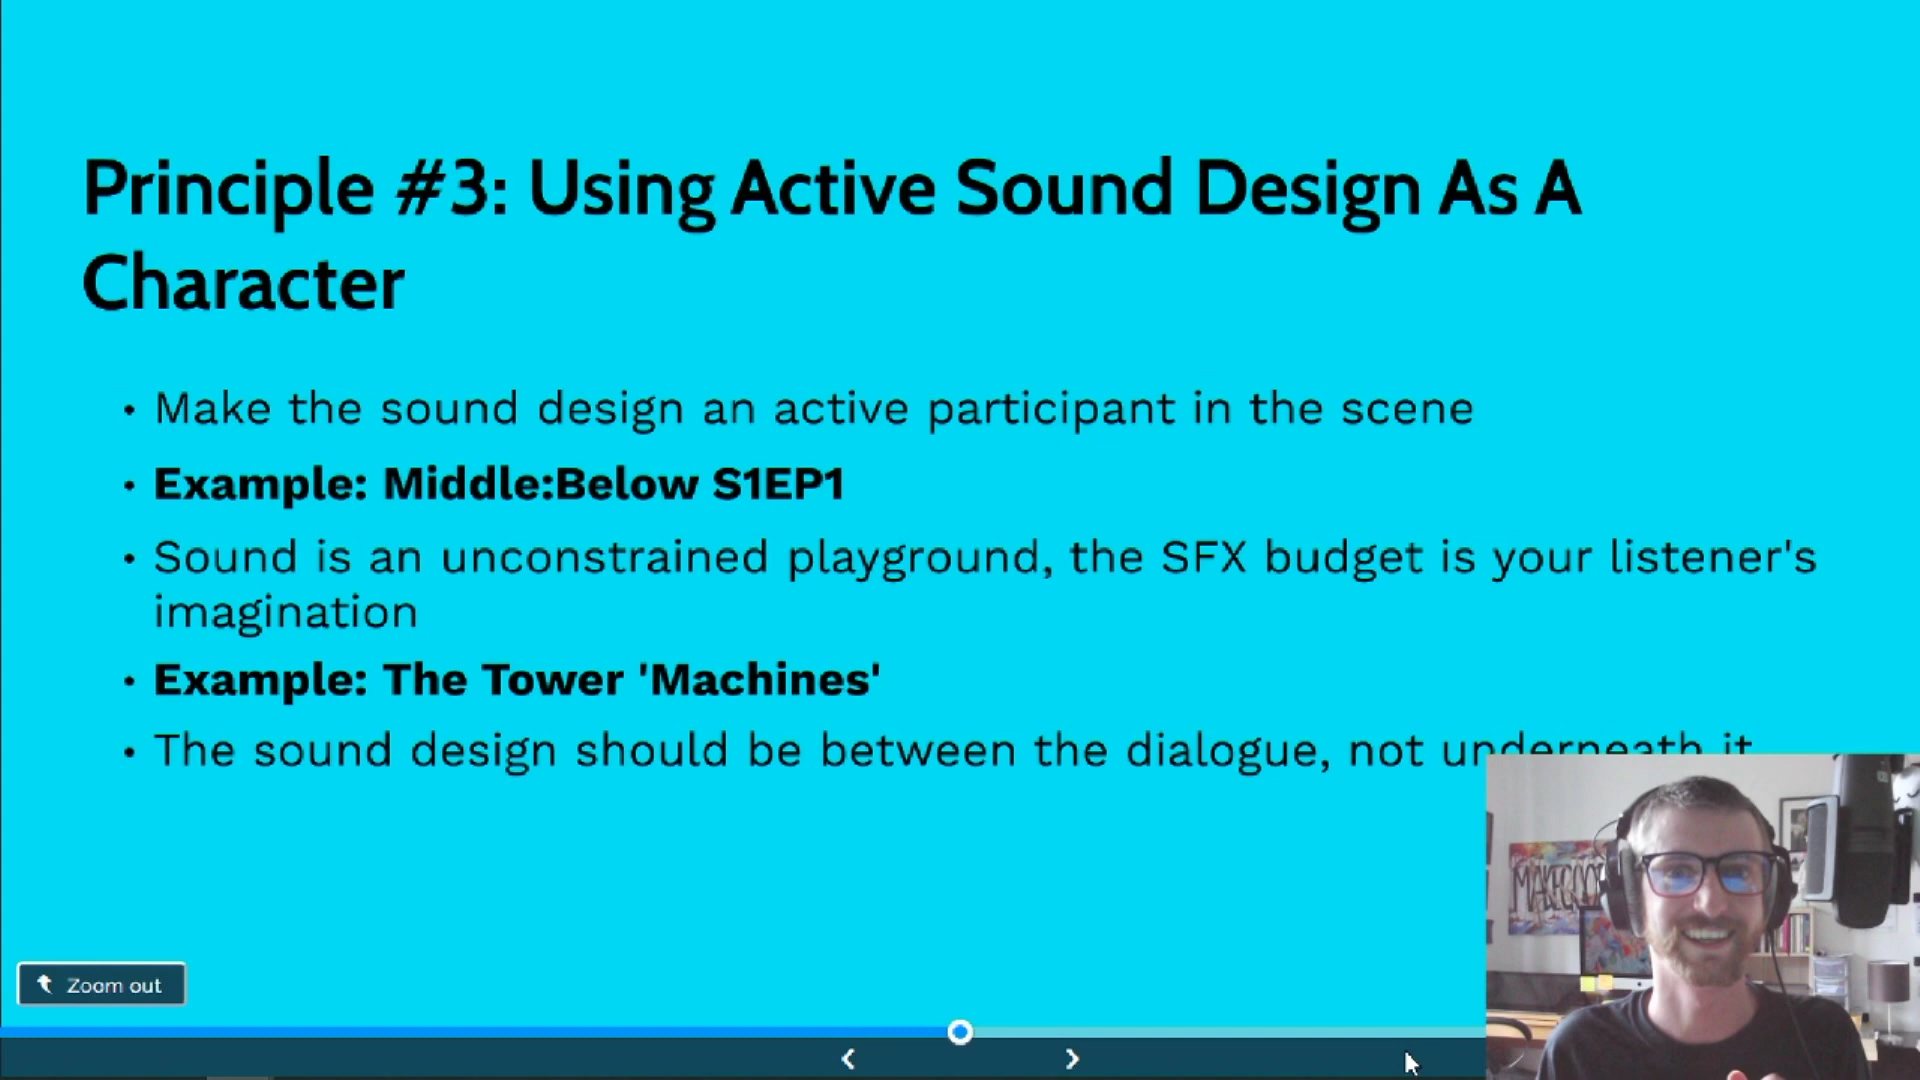 Principle #3: Using Active Sound Design As A
Character
• Make the sound design an active participant in the scene
• Example: Middle:Below S1EP1
• Sound is an unconstrained playground, the SFX budget is your listener's
imagination
• Example: The Tower 'Machines'
• The sound design should be between the dialogue, not underneath it
Zoom out